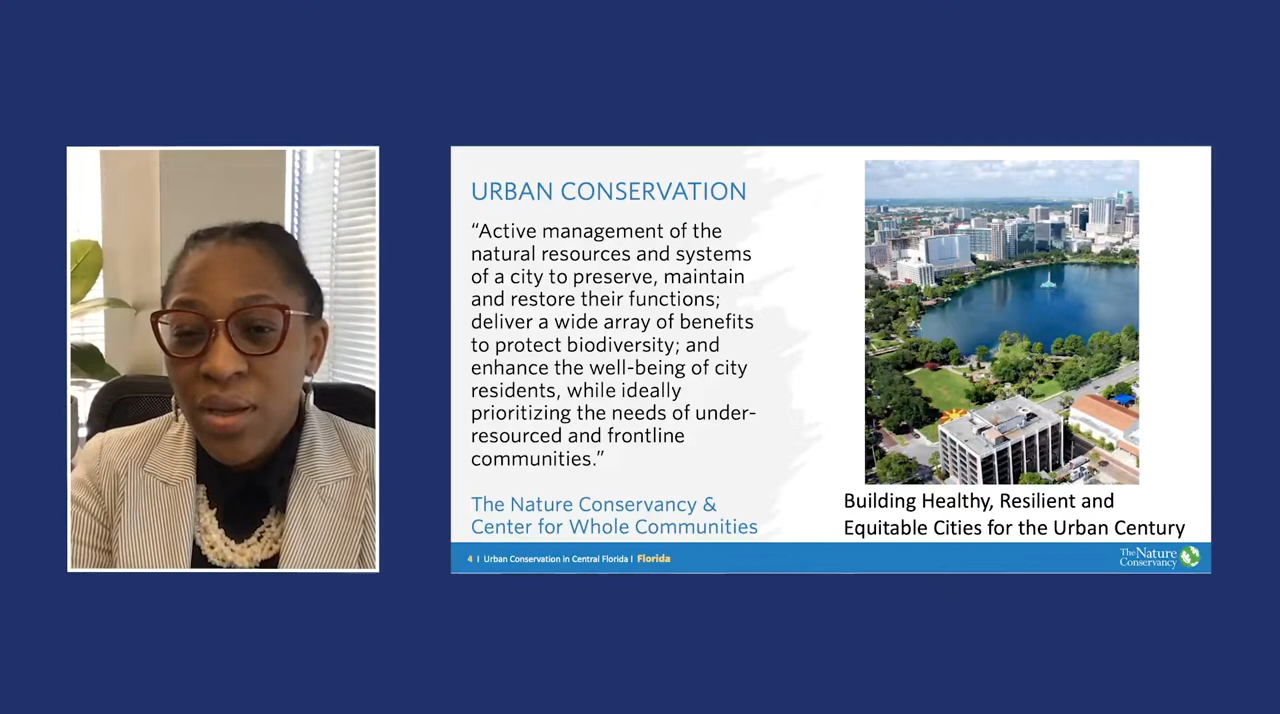 URBAN CONSERVATION
“Active management of the
natural resources and systems
of a city to preserve, maintain
and restore their functions;
deliver a wide array of benefits
to protect biodiversity; and
enhance the well-being of city
residents, while ideally
prioritizing the needs of under-
resourced and frontline
communities.”
The Nature Conservancy &
Center for Whole Communities
Building Healthy, Resilient and
Equitable Cities for the Urban Century
4 I Urban Conservation in Central Florida I Florida
The Nature
Conservancy